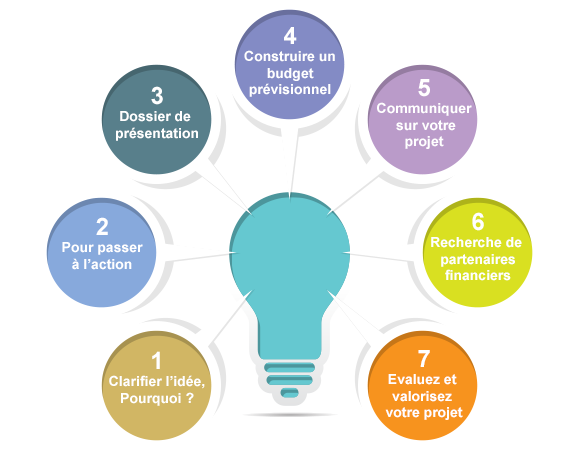 1
Clarifier l’idée,
Pourquoi ?
2
Pour passer
à l’action
3
Dossier de
présentation
4
Construire un
budget
prévisionnel
5
Communiquer
sur votre
projet
6
Recherche de
partenaires
financiers
7
Evaluez et
valorisez
votre projet